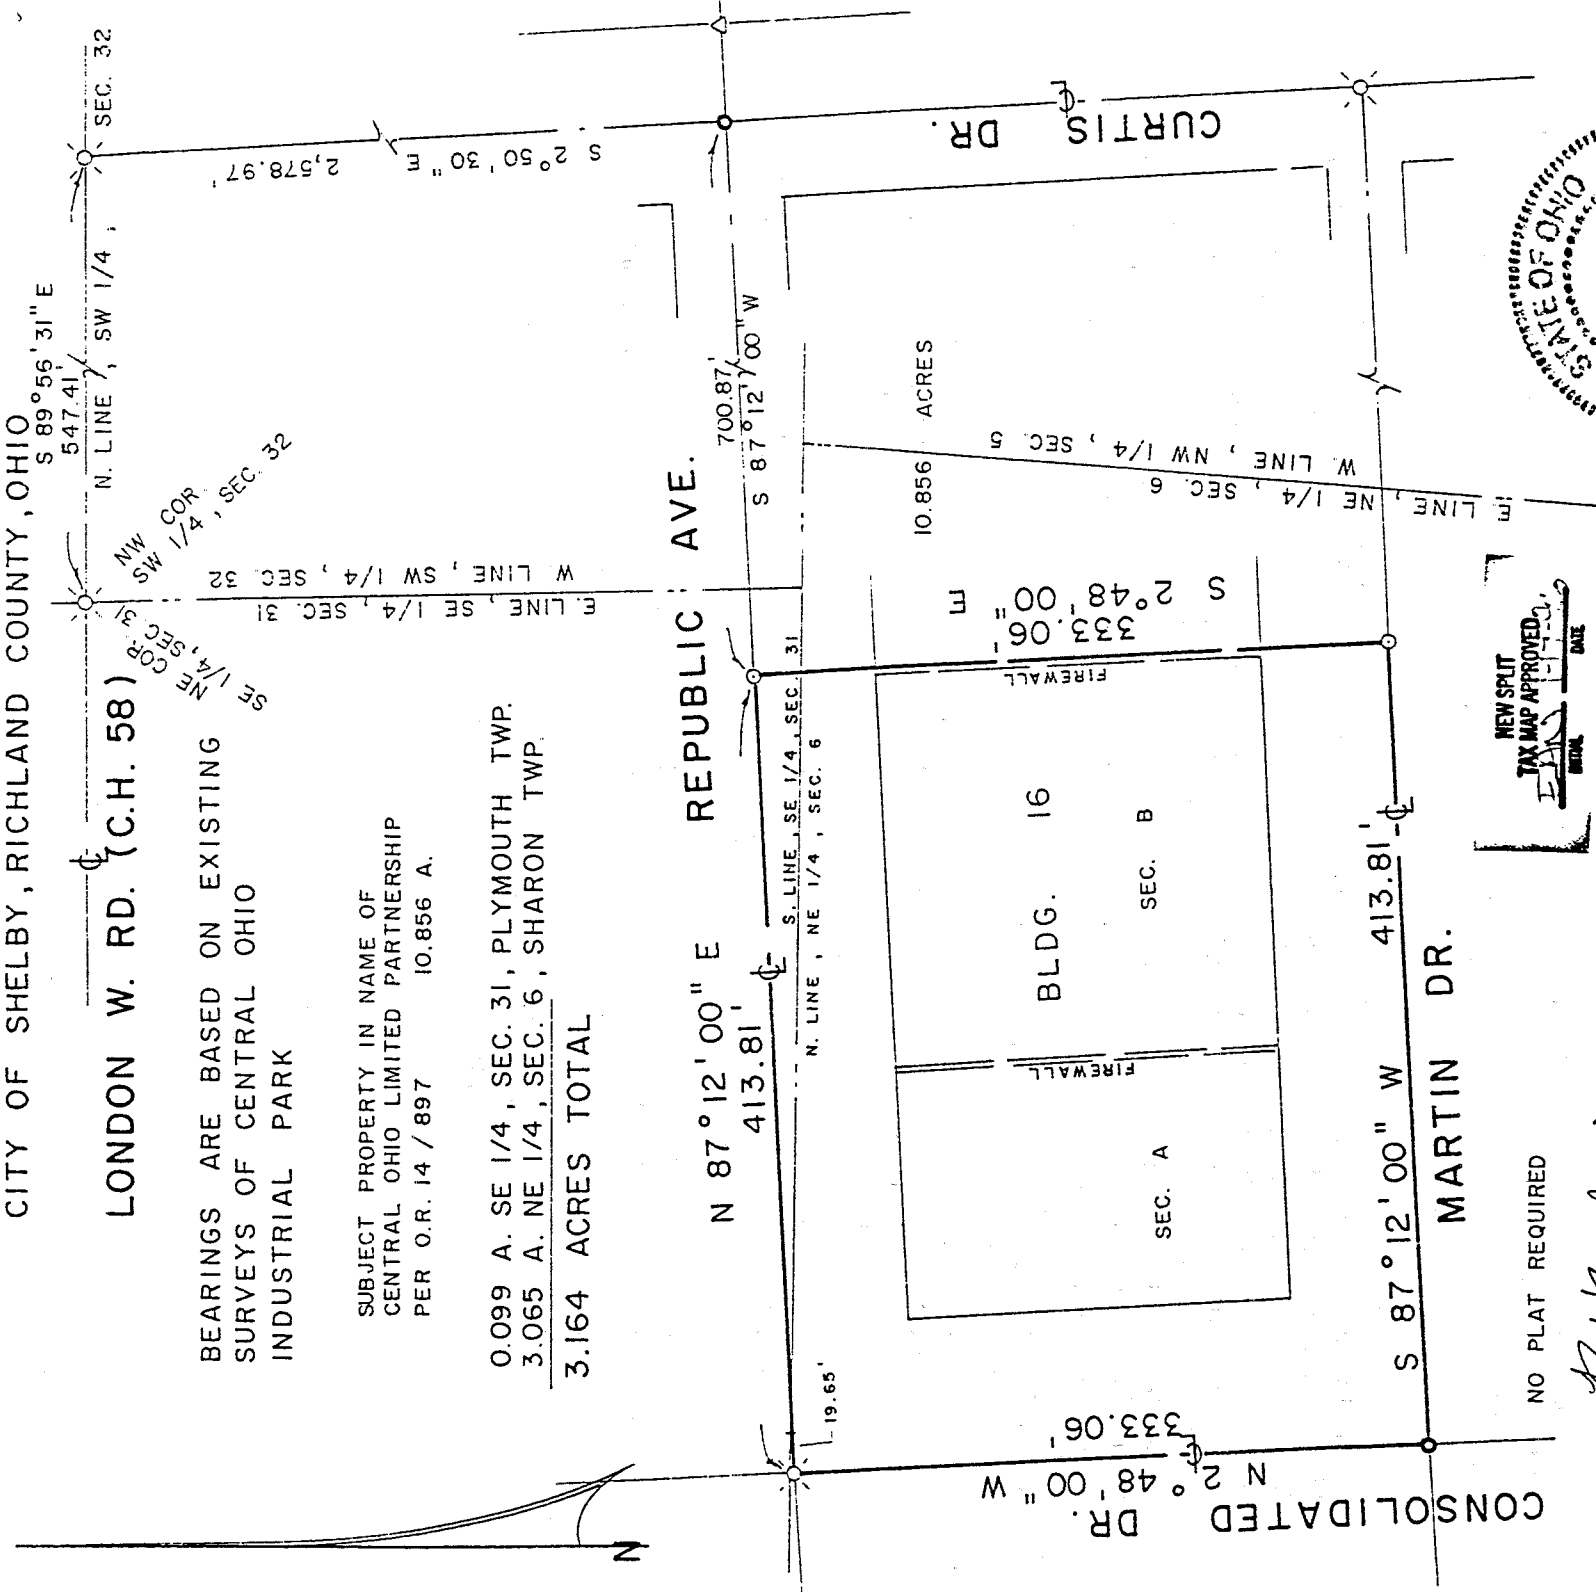 CITY OF SHELBY, RICHLAND COUNTY, OHIO
LONDON W. RD. (C.H. 58)
S 89°56'31" E
547.41'
N. LINE, SW 1/4, SEC. 32
NW COR
SW 1/4, SEC. 32
NE COR
SE 1/4, SEC. 31
W. LINE, SW 1/4, SEC. 32
E. LINE, SE 1/4, SEC. 31
2,578.97'
S 2°50'30" E
BEARINGS ARE BASED ON EXISTING
SURVEYS OF CENTRAL OHIO
INDUSTRIAL PARK
SUBJECT PROPERTY IN NAME OF
CENTRAL OHIO LIMITED PARTNERSHIP
PER O.R. 14/897 10.856 A.
0.099 A. SE 1/4, SEC. 31, PLYMOUTH TWP.
3.065 A. NE 1/4, SEC. 6, SHARON TWP.
3.164 ACRES TOTAL
N
REPUBLIC AVE.
700.87'
S 87°12'00" W
N 87°12'00" E
413.81'
S. LINE, SE 1/4, SEC. 31
N. LINE, NE 1/4, SEC. 6
19.65'
CURTIS DR.
10.856 ACRES
W. LINE, NW 1/4, SEC. 5
E. LINE, NE 1/4, SEC. 6
S 2°48'00" E
333.06'
FIREWALL
BLDG. 16
SEC. B
FIREWALL
SEC. A
333.06'
N 2°48'00" W
CONSOLIDATED DR.
413.81'
S 87°12'00" W
MARTIN DR.
NO PLAT REQUIRED
NEW SPLIT
TAX MAP APPROVED
INITIAL DATE
STATE OF OHIO